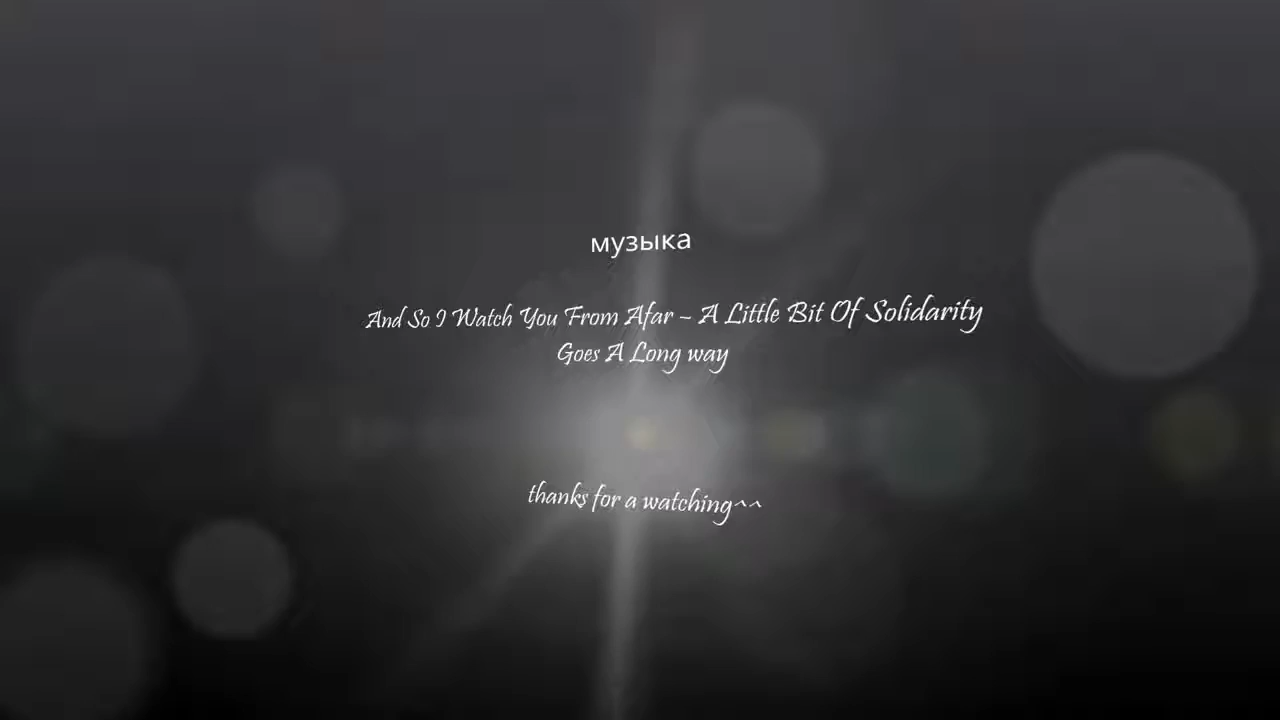 музыка
And So I Watch You From Afar – A Little Bit Of Solidarity
Goes A Long way
thanks for a watching^^